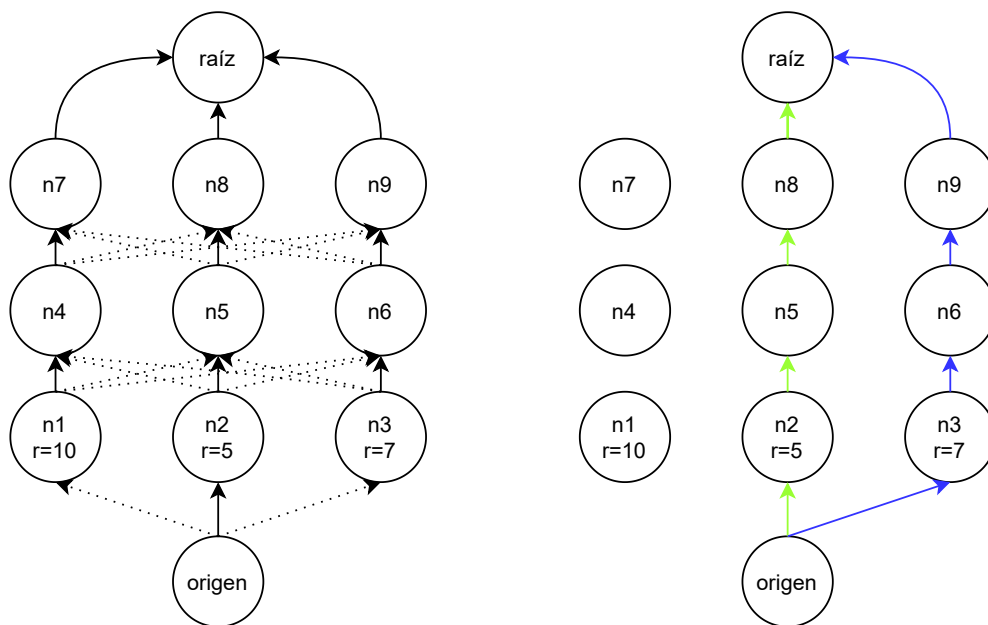 raíz
n7
n8
n9
n4
n5
n6
n1
r=10
n2
r=5
n3
r=7
origen
raíz
n7
n8
n9
n4
n5
n6
n1
r=10
n2
r=5
n3
r=7
origen